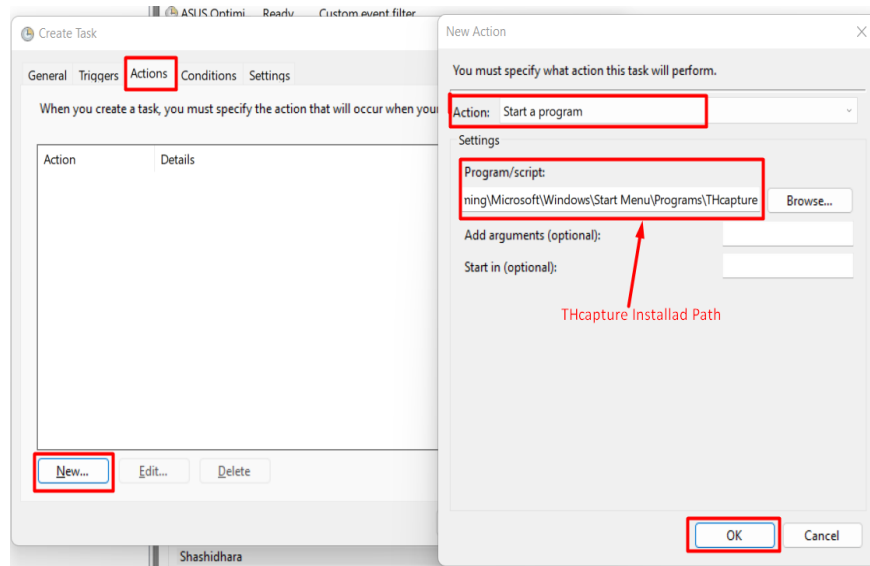 ASUS Optimi Ready Custom event filter
Create Task
General Triggers Actions Conditions Settings
When you create a task, you must specify the action that will occur when your
Action Details
New... Edit... Delete
Shashidhara
New Action
You must specify what action this task will perform.
Action: Start a program
Settings
Program/script:
ning\Microsoft\Windows\Start Menu\Programs\THcapture Browse...
Add arguments (optional):
Start in (optional):
THcapture Installad Path
OK Cancel